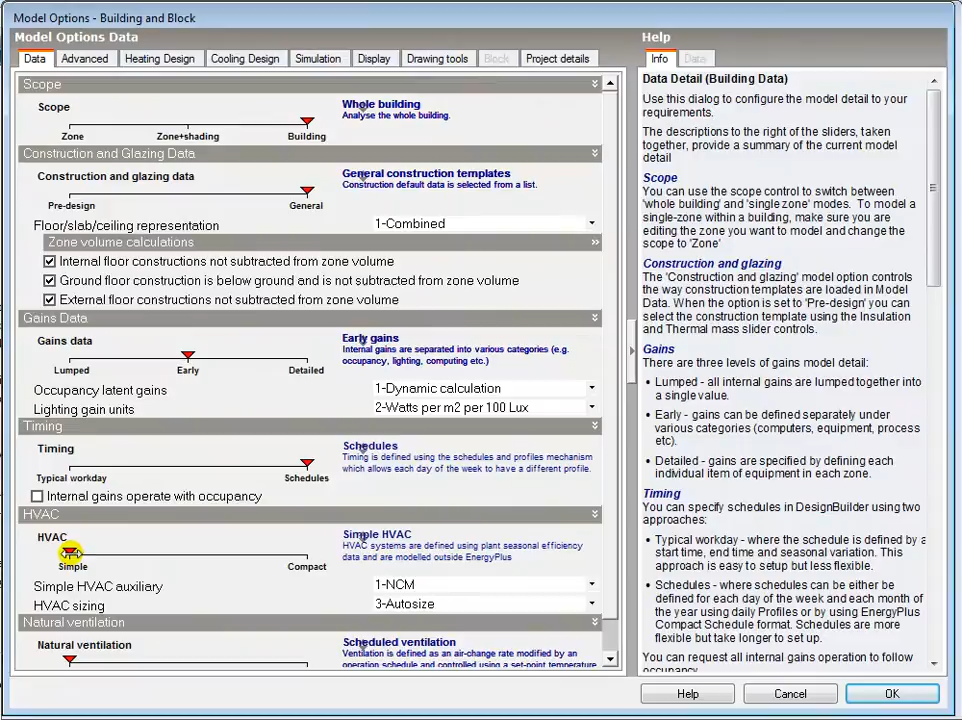 Model Options - Building and Block
Model Options Data
Data
Advanced
Heating Design
Cooling Design
Simulation
Display
Drawing tools
Block
Project details
Scope
Scope
Zone
Zone+shading
Building
Whole building
Analyse the whole building.
Construction and Glazing Data
Construction and glazing data
Pre-design
General
General construction templates
Construction default data is selected from a list.
Floor/slab/ceiling representation
1-Combined
Zone volume calculations
Internal floor constructions not subtracted from zone volume
Ground floor construction is below ground and is not subtracted from zone volume
External floor constructions not subtracted from zone volume
Gains Data
Gains data
Lumped
Early
Detailed
Early gains
Internal gains are separated into various categories (e.g.
occupancy, lighting, computing etc.)
Occupancy latent gains
1-Dynamic calculation
Lighting gain units
2-Watts per m2 per 100 Lux
Timing
Timing
Typical workday
Schedules
Schedules
Timing is defined using the schedules and profiles mechanism
which allows each day of the week to have a different profile.
Internal gains operate with occupancy
HVAC
HVAC
Simple
Compact
Simple HVAC
HVAC systems are defined using plant seasonal efficiency
data and are modelled outside EnergyPlus
Simple HVAC auxiliary
1-NCM
HVAC sizing
3-Autosize
Natural ventilation
Natural ventilation
Scheduled ventilation
Ventilation is defined as an air-change rate modified by an
operation schedule and controlled using a set-point temperature
Help
Info
Data
Data Detail (Building Data)
Use this dialog to configure the model detail to your
requirements.
The descriptions to the right of the sliders, taken
together, provide a summary of the current model
detail
Scope
You can use the scope control to switch between
'whole building' and 'single zone' modes. To model a
single-zone within a building, make sure you are
editing the zone you want to model and change the
scope to 'Zone'
Construction and glazing
The 'Construction and glazing' model option controls
the way construction templates are loaded in Model
Data. When the option is set to 'Pre-design' you can
select the construction template using the Insulation
and Thermal mass slider controls.
Gains
There are three levels of gains model detail:
• Lumped - all internal gains are lumped together into
a single value.
• Early - gains can be defined separately under
various categories (computers, equipment, process
etc).
• Detailed - gains are specified by defining each
individual item of equipment in each zone.
Timing
You can specify schedules in DesignBuilder using two
approaches:
• Typical workday - where the schedule is defined by a
start time, end time and seasonal variation. This
approach is easy to setup but less flexible.
• Schedules - where schedules can be either be
defined for each day of the week and each month of
the year using daily Profiles or by using EnergyPlus
Compact Schedule format. Schedules are more
flexible but take longer to set up.
You can request all internal gains operation to follow
occupancy
Help
Cancel
OK